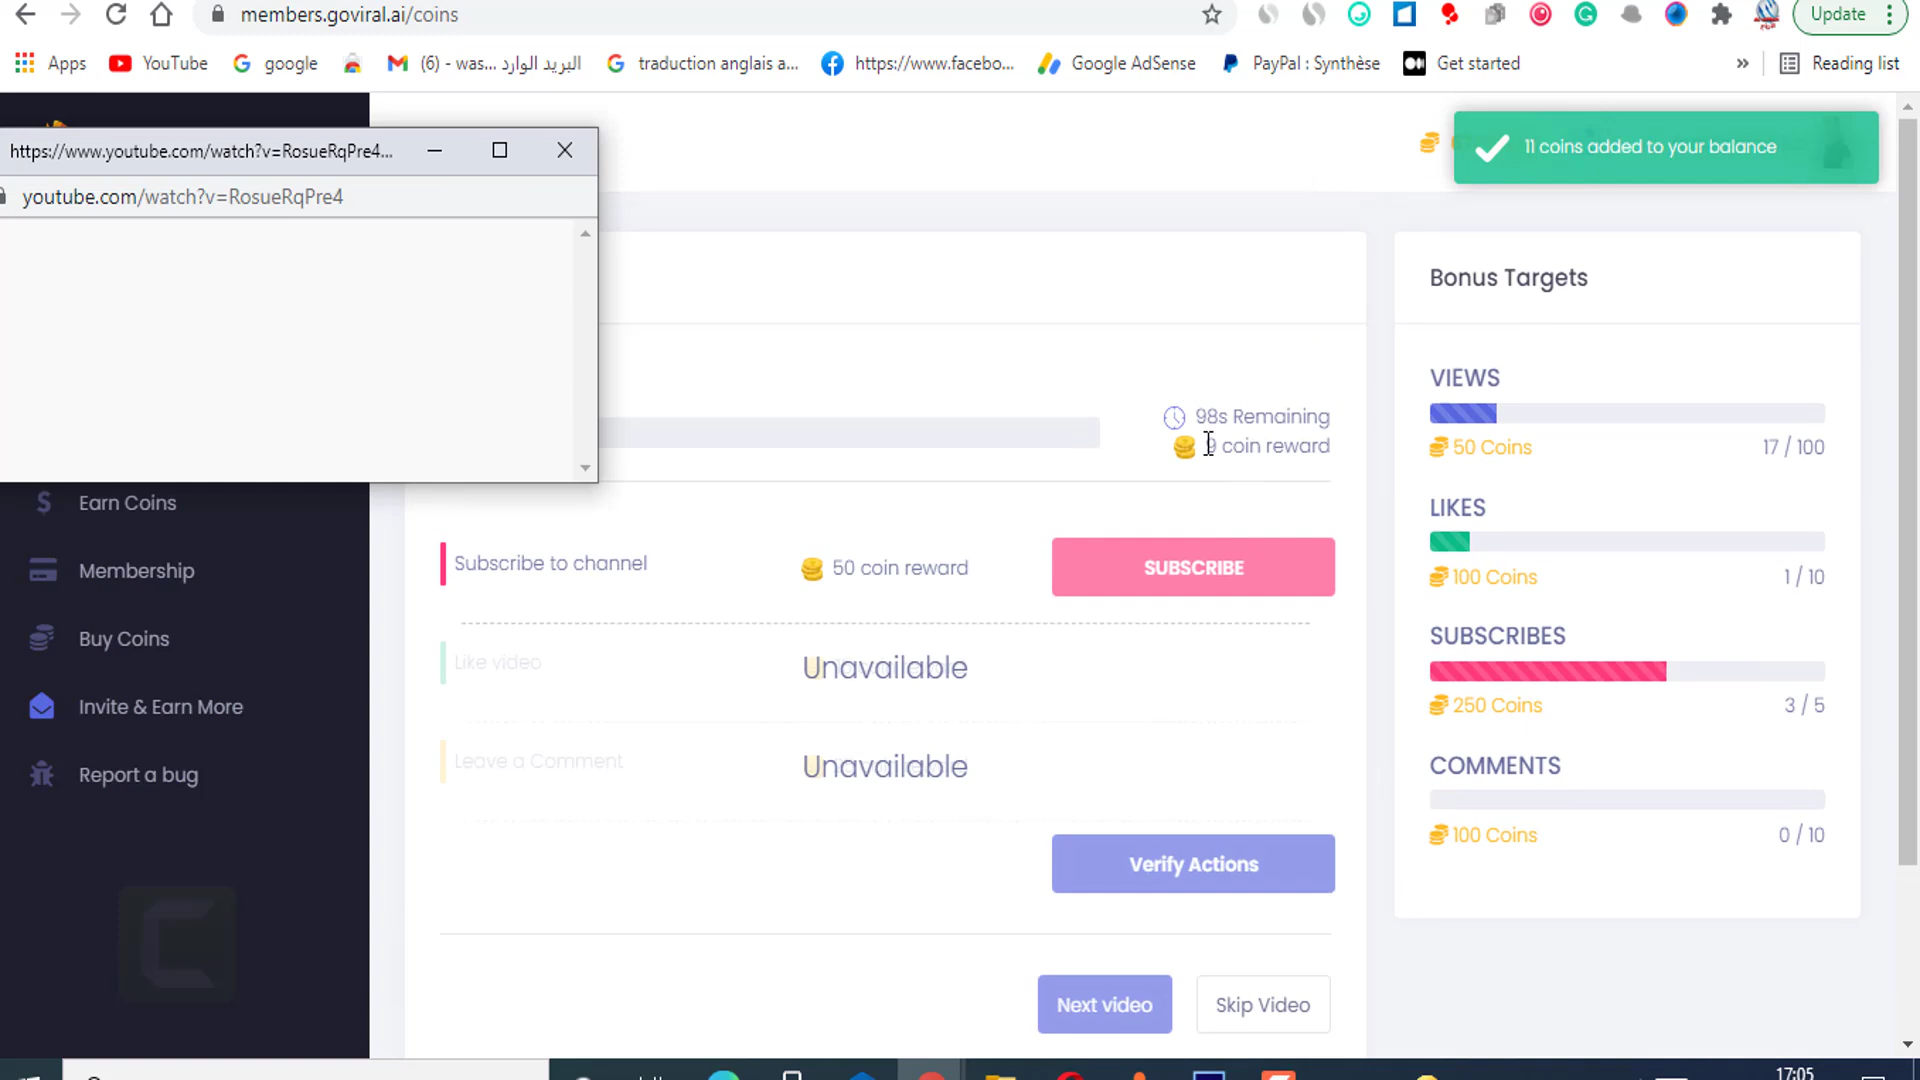 members.goviral.ai/coins
Update
Apps
YouTube
google
(6) - was... البريد الوارد
traduction anglais a...
https://www.facebo...
Google AdSense
PayPal : Synthèse
Get started
»
Reading list
https://www.youtube.com/watch?v=RosueRqPre4...
youtube.com/watch?v=RosueRqPre4
11 coins added to your balance
Bonus Targets
98s Remaining
9 coin reward
VIEWS
50 Coins
17 / 100
LIKES
100 Coins
1 / 10
SUBSCRIBES
250 Coins
3 / 5
COMMENTS
100 Coins
0 / 10
Earn Coins
Membership
Buy Coins
Invite & Earn More
Report a bug
Subscribe to channel
50 coin reward
SUBSCRIBE
Like video
Unavailable
Leave a Comment
Unavailable
Verify Actions
Next video
Skip Video
17:05